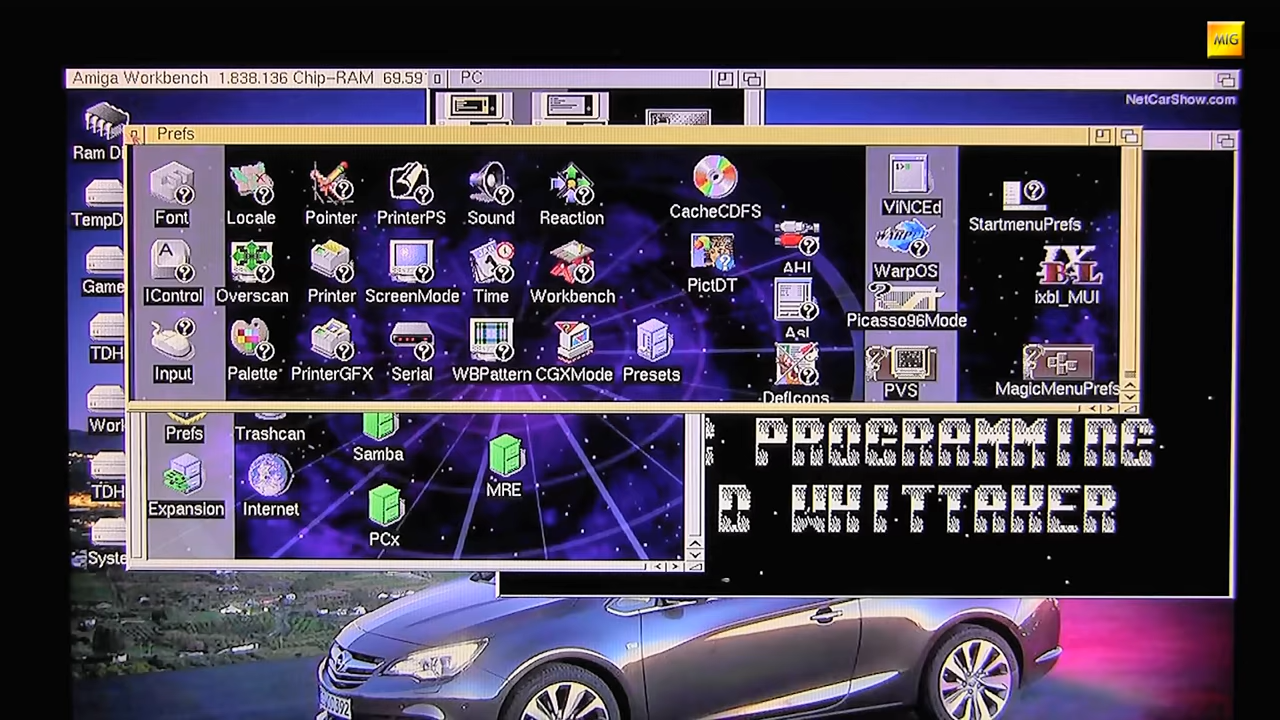 MIG
Amiga Workbench 1.838.136 Chip-RAM 69.59
PC
NetCarShow.com
Prefs
Ram
Font
Locale
Pointer
PrinterPS
Sound
Reaction
CacheCDFS
ViNCEd
StartmenuPrefs
TempD
AHI
WarpOS
Game
IControl
Overscan
Printer
ScreenMode
Time
Workbench
PictDT
ixbl_MUI
Asl
Picasso96Mode
TDH
Input
Palette
PrinterGFX
Serial
WBPattern
CGXMode
Presets
DefIcons
PVS
MagicMenuPrefs
Work
Prefs
Trashcan
Samba
MRE
PROGRAMMING
TDH
Expansion
Internet
PCx
D WHITTAKER
Syste